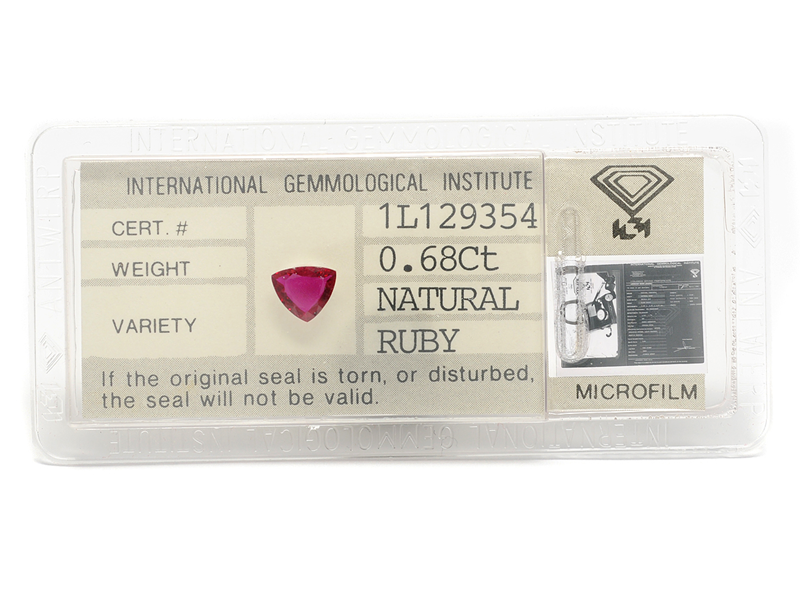 INTERNATIONAL GEMMOLOGICAL INSTITUTE
INTERNATIONAL GEMMOLOGICAL INSTITUTE
CERT. # 1L129354
WEIGHT 0.68Ct
VARIETY NATURAL
RUBY
If the original seal is torn, or disturbed,
the seal will not be valid.
MICROFILM